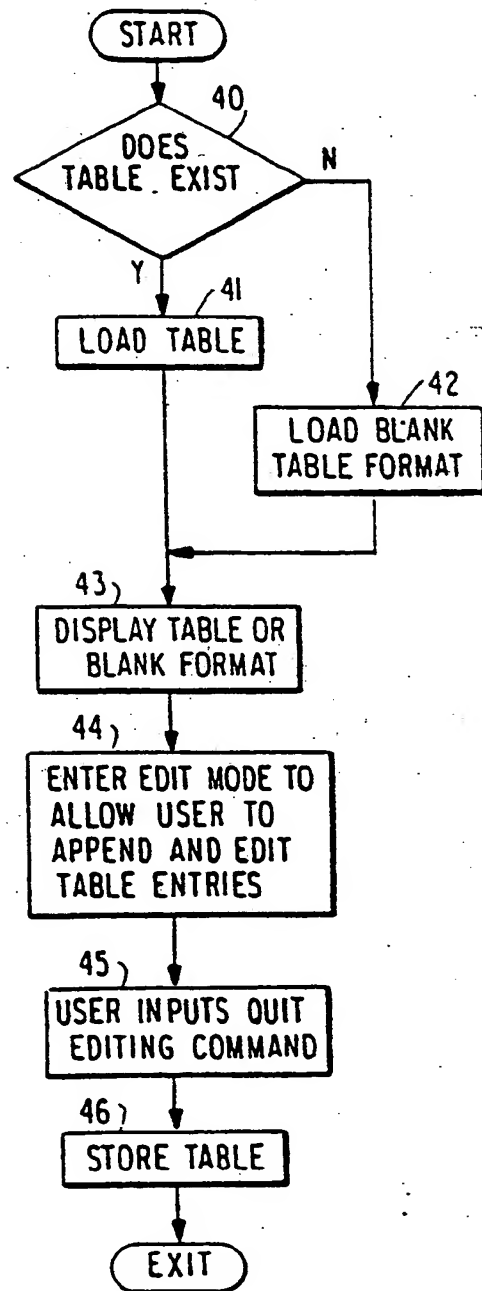 START
40
DOES
TABLE EXIST
N
Y
41
LOAD TABLE
42
LOAD BLANK
TABLE FORMAT
43
DISPLAY TABLE OR
BLANK FORMAT
44
ENTER EDIT MODE TO
ALLOW USER TO
APPEND AND EDIT
TABLE ENTRIES
45
USER INPUTS QUIT
EDITING COMMAND
46
STORE TABLE
EXIT